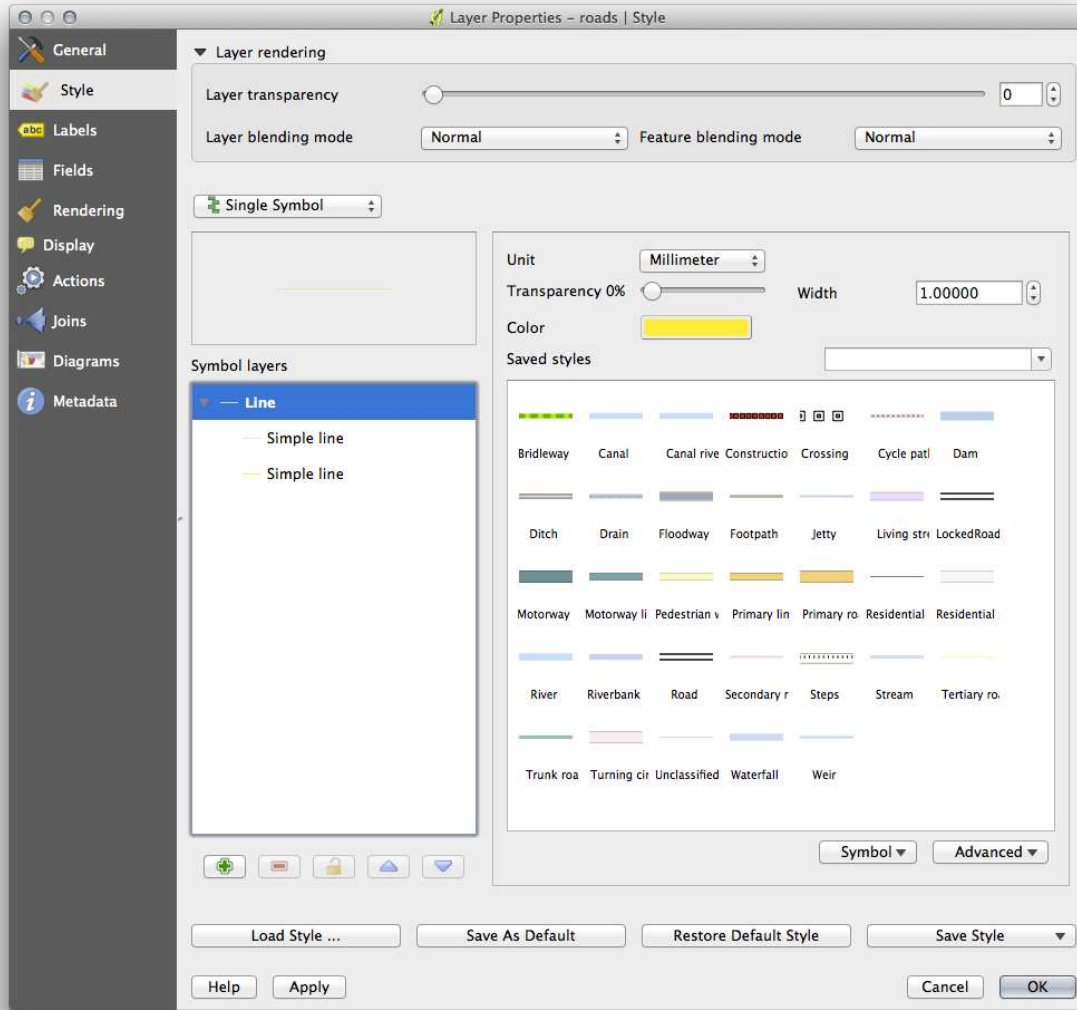 Layer Properties – roads | Style
General
Style
abc Labels
Fields
Rendering
Display
Actions
Joins
Diagrams
i Metadata
Layer rendering
Layer transparency 0
Layer blending mode Normal Feature blending mode Normal
Single Symbol
Unit Millimeter
Transparency 0% Width 1.00000
Color
Saved styles
Symbol layers
Line
Simple line
Simple line
Bridleway Canal Canal rive Constructio Crossing Cycle patl Dam
Ditch Drain Floodway Footpath Jetty Living stre LockedRoad
Motorway Motorway li Pedestrian w Primary lin Primary ro Residential Residential
River Riverbank Road Secondary r Steps Stream Tertiary ro
Trunk roa Turning cir Unclassified Waterfall Weir
Symbol Advanced
Load Style ... Save As Default Restore Default Style Save Style
Help Apply Cancel OK